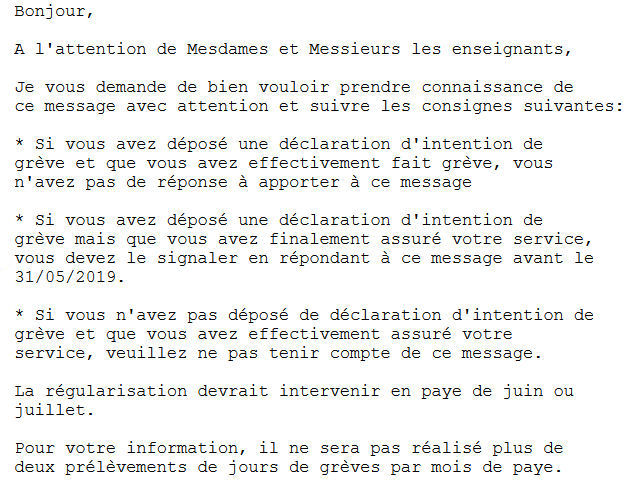 Bonjour,
A l'attention de Mesdames et Messieurs les enseignants,
Je vous demande de bien vouloir prendre connaissance de
ce message avec attention et suivre les consignes suivantes:
* Si vous avez déposé une déclaration d'intention de
grève et que vous avez effectivement fait grève, vous
n'avez pas de réponse à apporter à ce message
* Si vous avez déposé une déclaration d'intention de
grève mais que vous avez finalement assuré votre service,
vous devez le signaler en répondant à ce message avant le
31/05/2019.
* Si vous n'avez pas déposé de déclaration d'intention de
grève et que vous avez effectivement assuré votre
service, veuillez ne pas tenir compte de ce message.
La régularisation devrait intervenir en paye de juin ou
juillet.
Pour votre information, il ne sera pas réalisé plus de
deux prélèvements de jours de grèves par mois de paye.